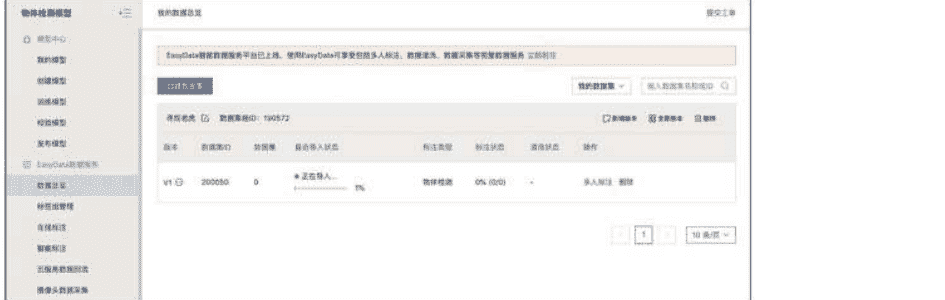 物体检测模型
我的数据总览
提交工单
模型中心
我的模型
创建模型
训练模型
校验模型
发布模型
EasyData数据服务
数据总览
标签组管理
在线标注
智能标注
云服务数据回流
摄像头数据采集
EasyData智能数据服务平台已上线，使用EasyData可享受包括多人标注、数据清洗、数据采集等完整数据服务 立即前往
创建数据集
我的数据集
输入数据集名称或ID
数据集组ID：190572
新增版本 全部版本 删除
版本 数据集ID 数据量 最近导入状态 标注类型 标注状态 清洗状态 操作
V1 200650 0 正在导入... 1% 物体检测 0% (0/0) - 多人标注 删除
1
10 条/页